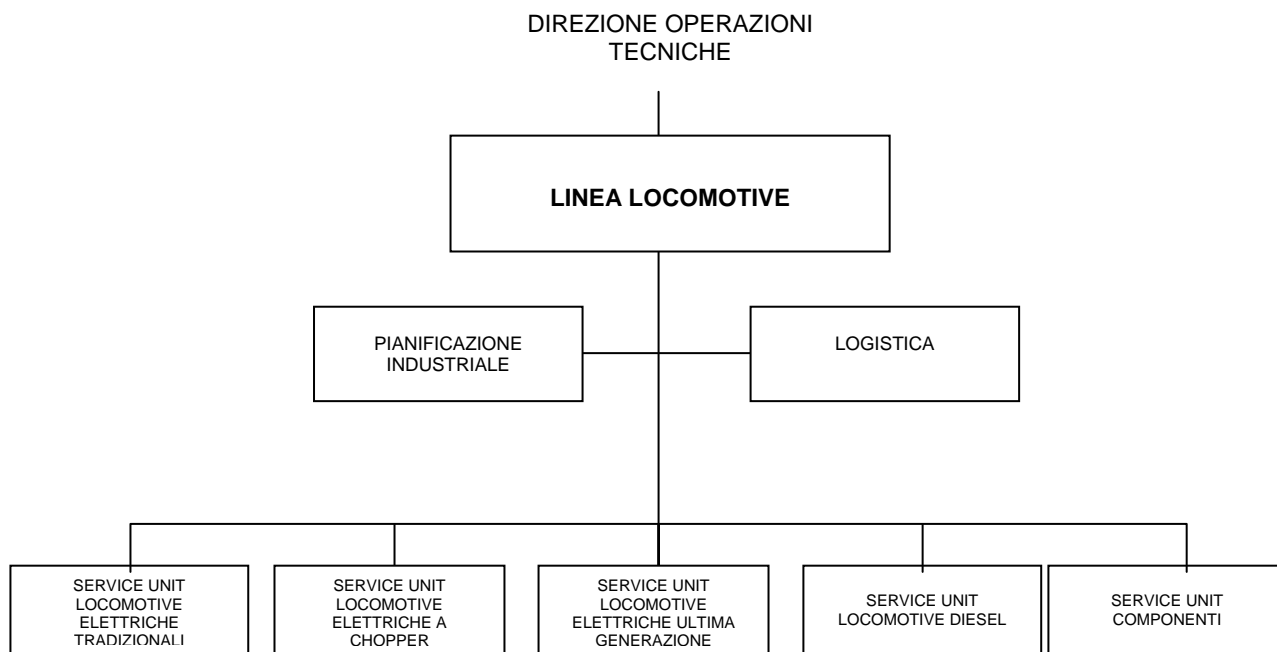 DIREZIONE OPERAZIONI
TECNICHE
LINEA LOCOMOTIVE
PIANIFICAZIONE
INDUSTRIALE
LOGISTICA
SERVICE UNIT
LOCOMOTIVE
ELETTRICHE
TRADIZIONALI
SERVICE UNIT
LOCOMOTIVE
ELETTRICHE A
CHOPPER
SERVICE UNIT
LOCOMOTIVE
ELETTRICHE ULTIMA
GENERAZIONE
SERVICE UNIT
LOCOMOTIVE DIESEL
SERVICE UNIT
COMPONENTI